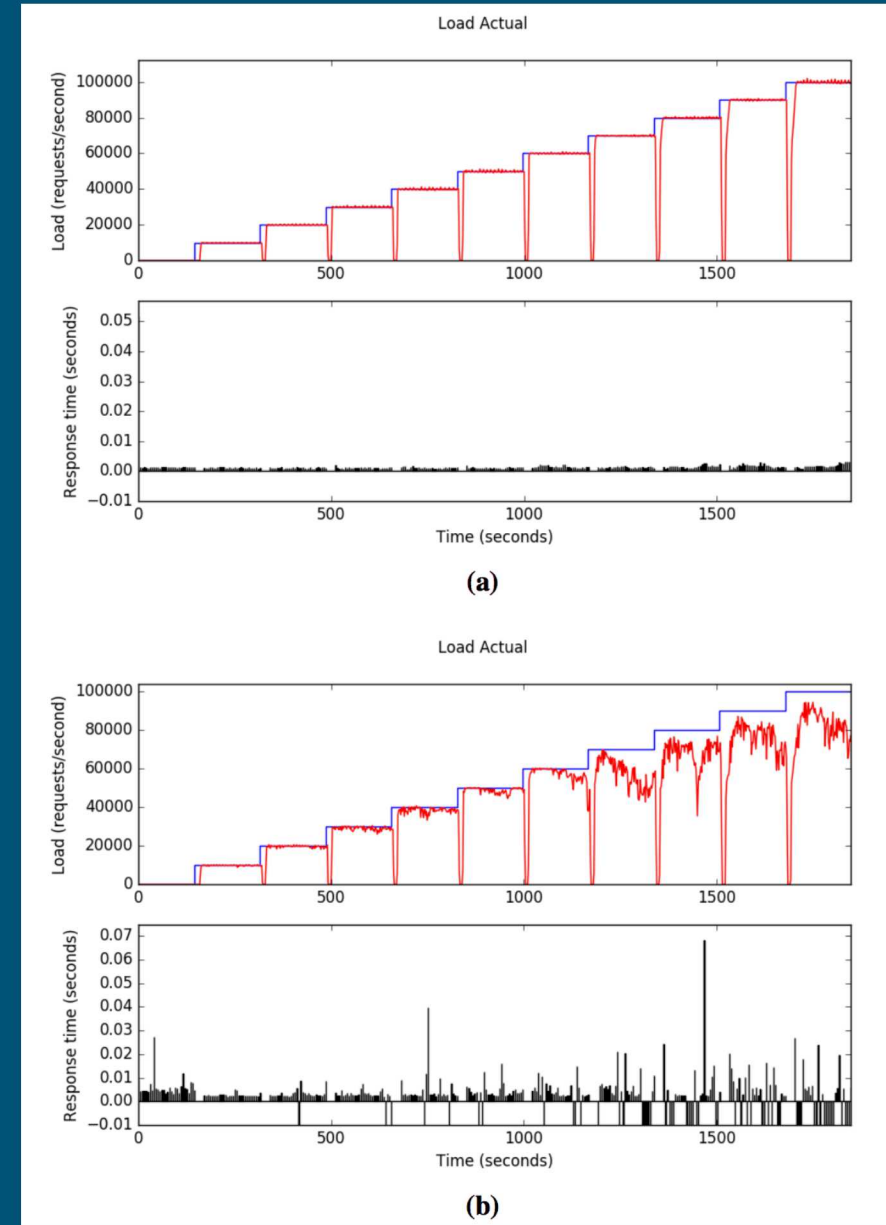 Load Actual
Load (requests/second)
100000
80000
60000
40000
20000
0
0 500 1000 1500
Response time (seconds)
0.05
0.04
0.03
0.02
0.01
0.00
−0.01
0 500 1000 1500
Time (seconds)
(a)
Load Actual
Load (requests/second)
100000
80000
60000
40000
20000
0
0 500 1000 1500
Response time (seconds)
0.07
0.06
0.05
0.04
0.03
0.02
0.01
0.00
−0.01
0 500 1000 1500
Time (seconds)
(b)